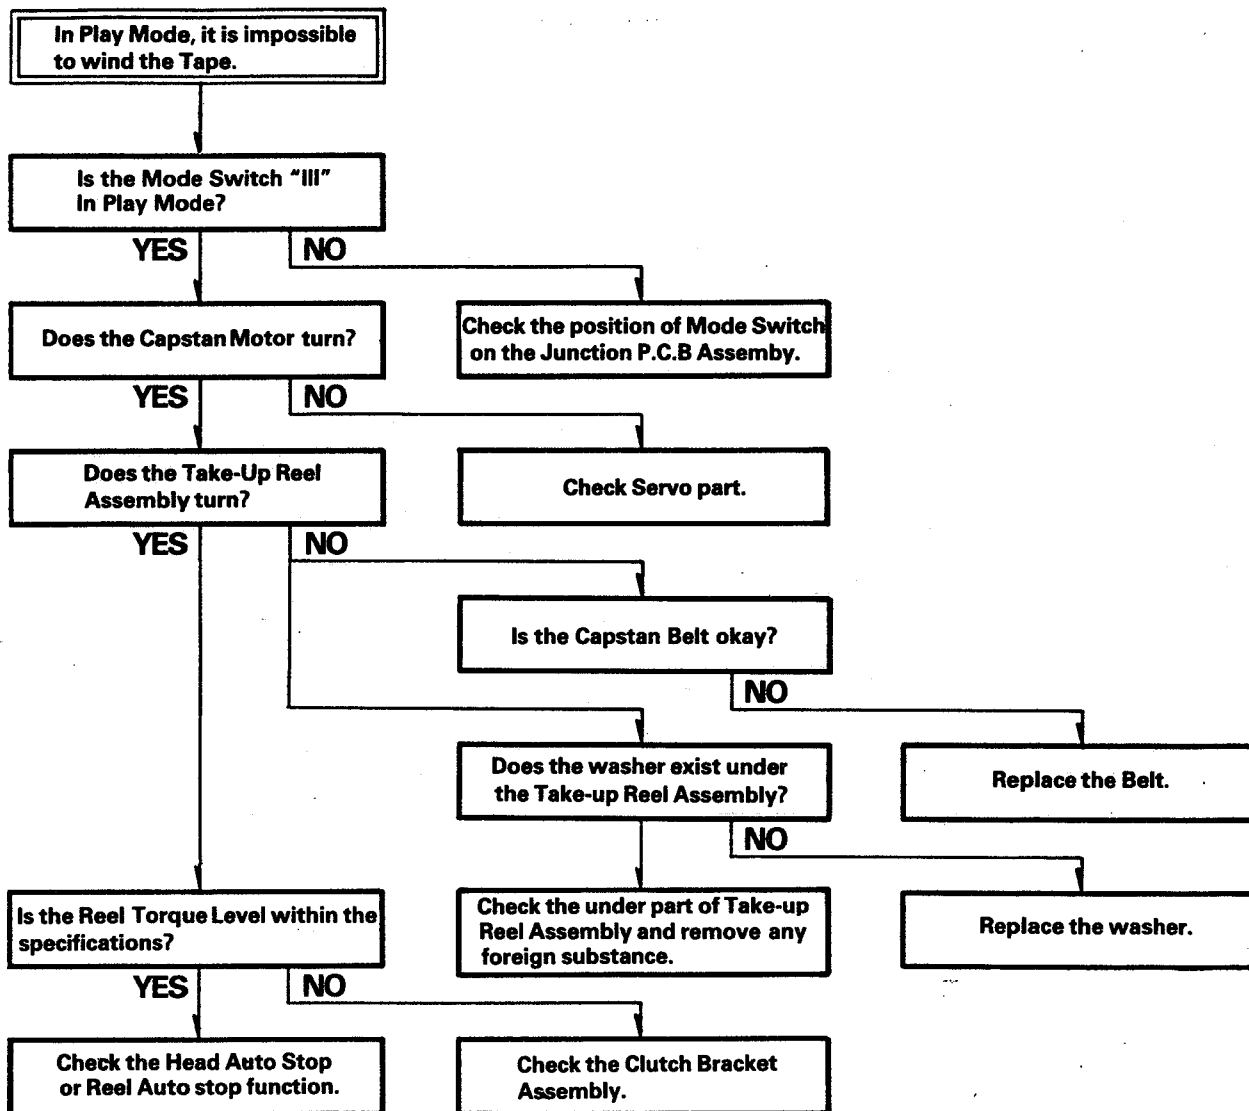 In Play Mode, it is impossible
to wind the Tape.
Is the Mode Switch "III"
In Play Mode?
YES
NO
Does the Capstan Motor turn?
Check the position of Mode Switch
on the Junction P.C.B Assemby.
YES
NO
Does the Take-Up Reel
Assembly turn?
Check Servo part.
YES
NO
Is the Capstan Belt okay?
NO
Does the washer exist under
the Take-up Reel Assembly?
Replace the Belt.
NO
Is the Reel Torque Level within the
specifications?
Check the under part of Take-up
Reel Assembly and remove any
foreign substance.
Replace the washer.
YES
NO
Check the Head Auto Stop
or Reel Auto stop function.
Check the Clutch Bracket
Assembly.